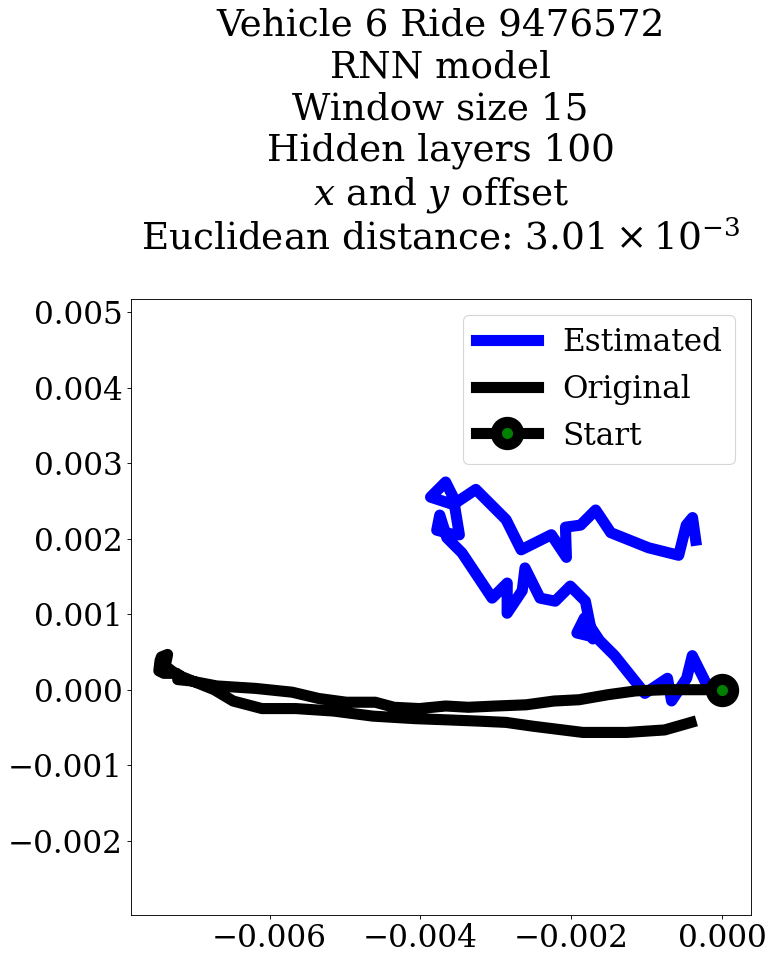 Vehicle 6 Ride 9476572
RNN model
Window size 15
Hidden layers 100
x and y offset
Euclidean distance: 3.01 × 10⁻³
0.005
0.004
0.003
0.002
0.001
0.000
−0.001
−0.002
Estimated
Original
Start
−0.006 −0.004 −0.002 0.000